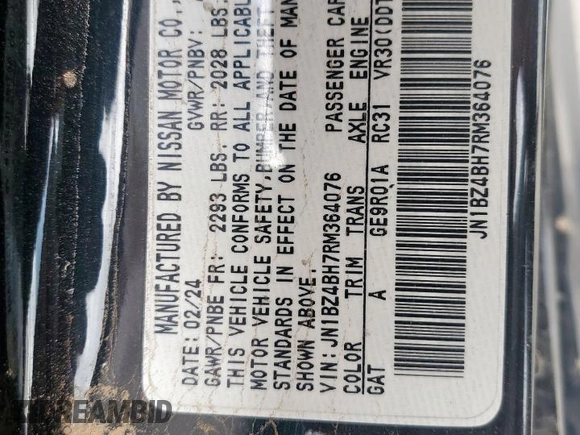 MANUFACTURED BY NISSAN MOTOR CO.,
DATE: 02/24 GVWR/PNBV:
GAWR/PNBE FR: 2293 LBS RR: 2028 LBS
THIS VEHICLE CONFORMS TO ALL APPLICABLE
MOTOR VEHICLE SAFETY, BUMPER, AND THEFT
STANDARDS IN EFFECT ON THE DATE OF MAN
SHOWN ABOVE.
VIN: JN1BZ4BH7RM364076 PASSENGER CAR
COLOR TRIM TRANS AXLE ENGINE
GAT A GE9R01A RC31 VR30(DDT
JN1BZ4BH7RM364076